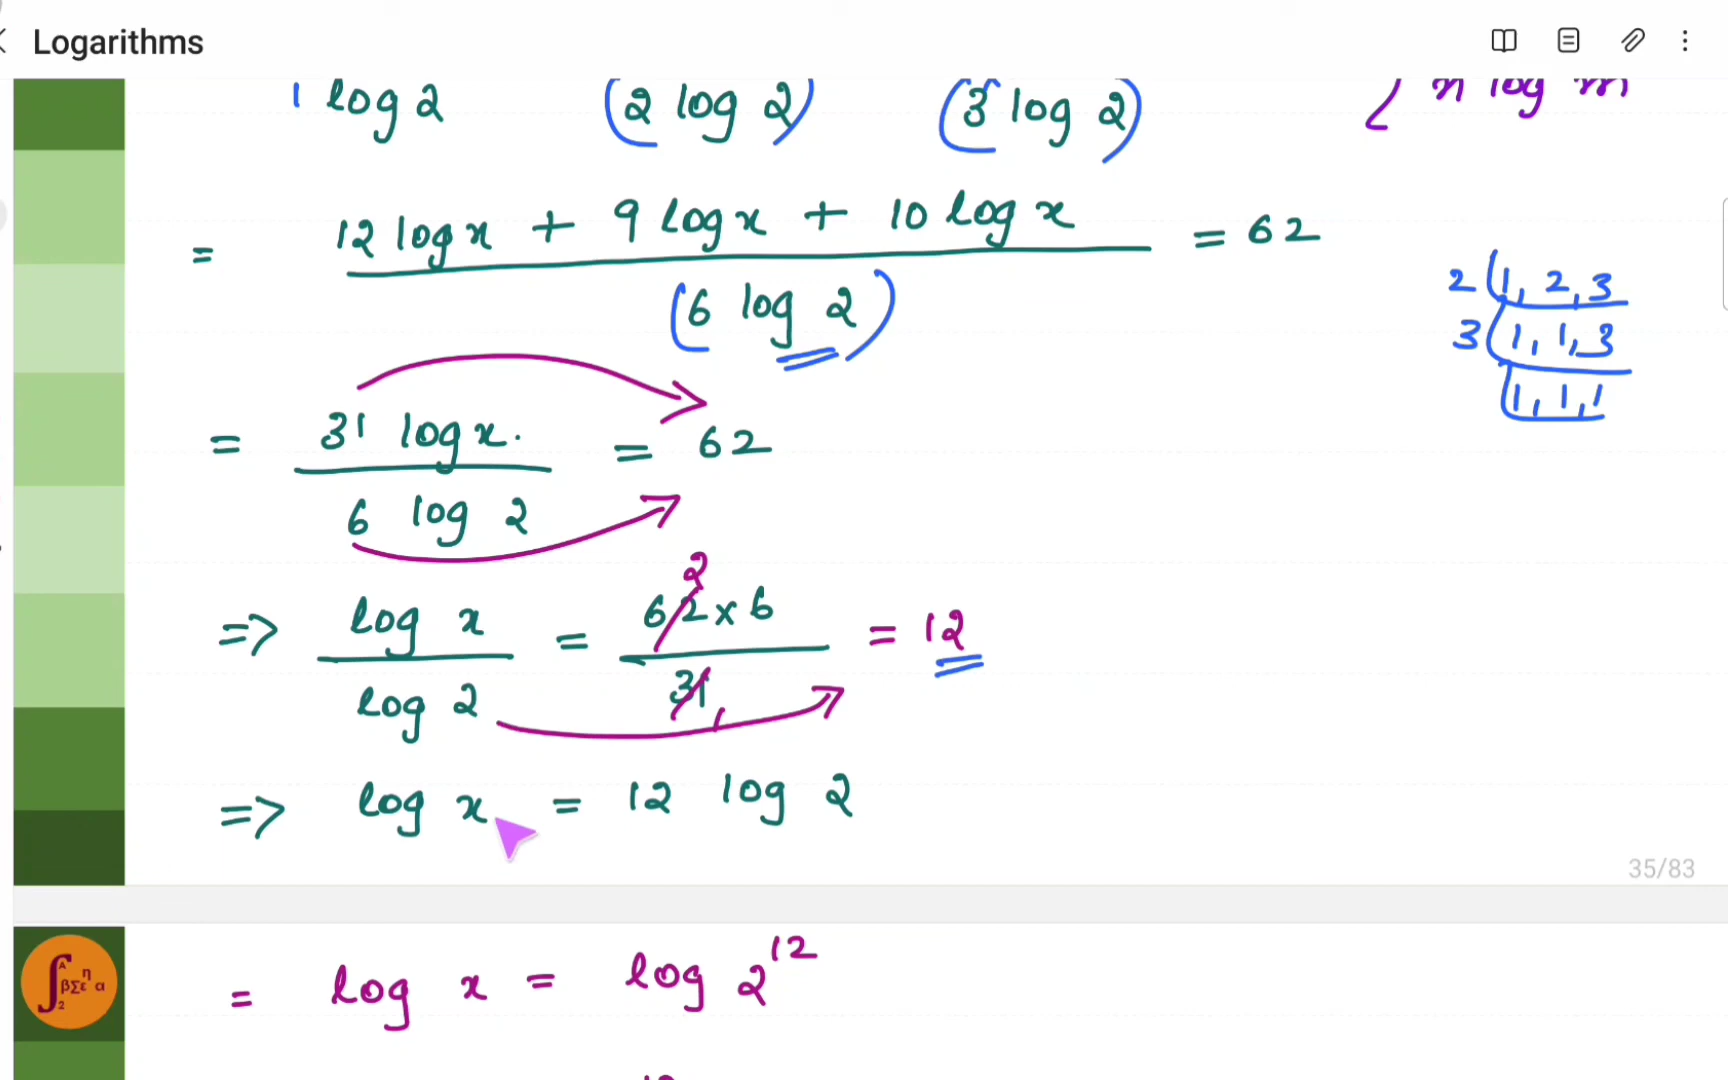 Logarithms
1 log 2 (2 log 2) (3 log 2) n log m
= 12 log x + 9 log x + 10 log x = 62
(6 log 2)
2 1, 2, 3
3 1, 1, 3
1, 1, 1
= 31 log x. = 62
6 log 2
2
=> log x = 62 x 6 = 12
log 2 31 1
=> log x = 12 log 2
35/83
= log x = log 2^12